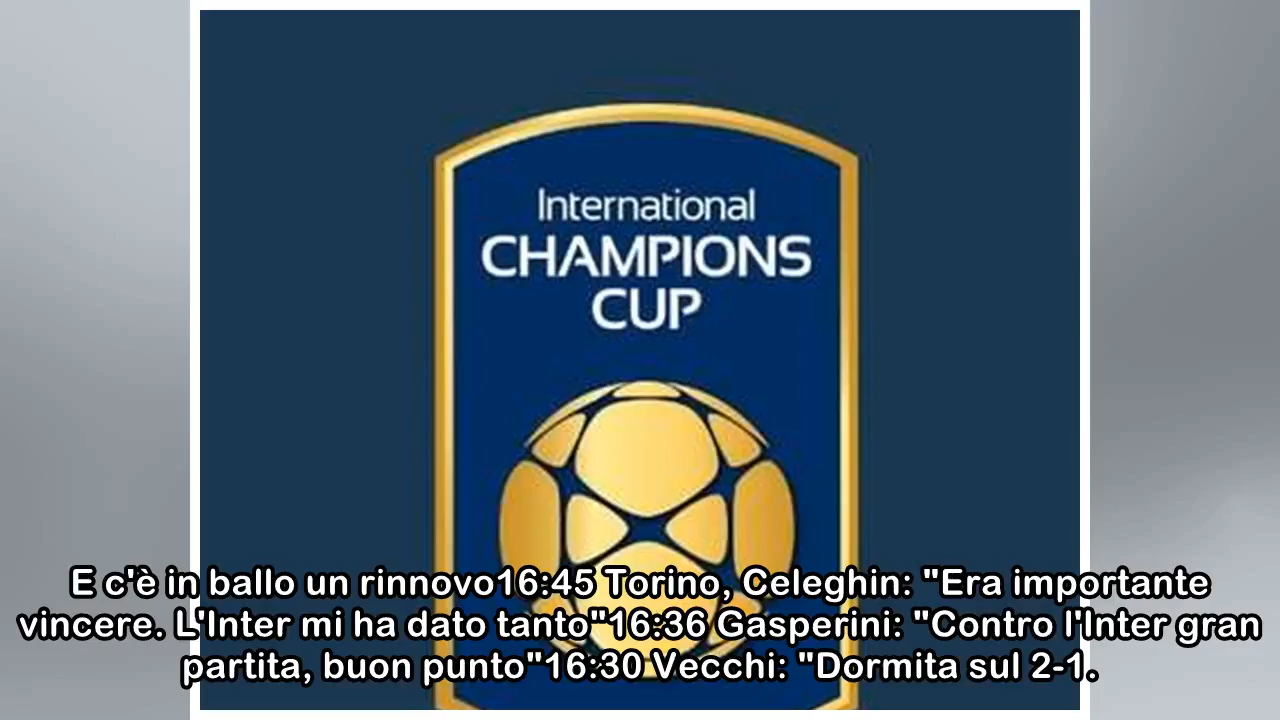 International
CHAMPIONS
CUP
E c'è in ballo un rinnovo16:45 Torino, Celeghin: "Era importante
vincere. L'Inter mi ha dato tanto"16:36 Gasperini: "Contro l'Inter gran
partita, buon punto"16:30 Vecchi: "Dormita sul 2-1.